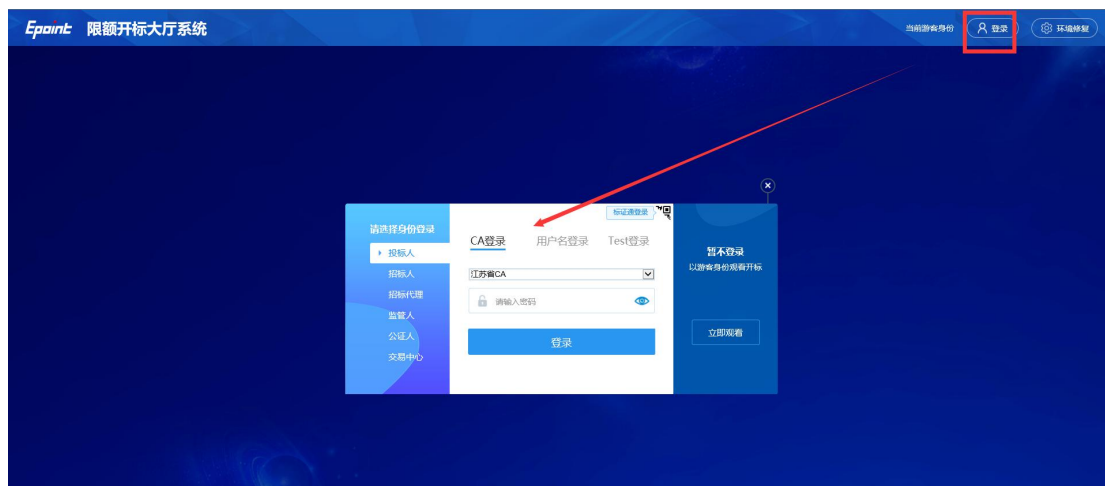 Epoint 限额开标大厅系统
当前游客身份 登录 环境修复
标证通登录
请选择身份登录
投标人
招标人
招标代理
监管人
公证人
交易中心
CA登录 用户名登录 Test登录
江苏省CA
请输入密码
登录
暂不登录
以游客身份观看开标
立即观看